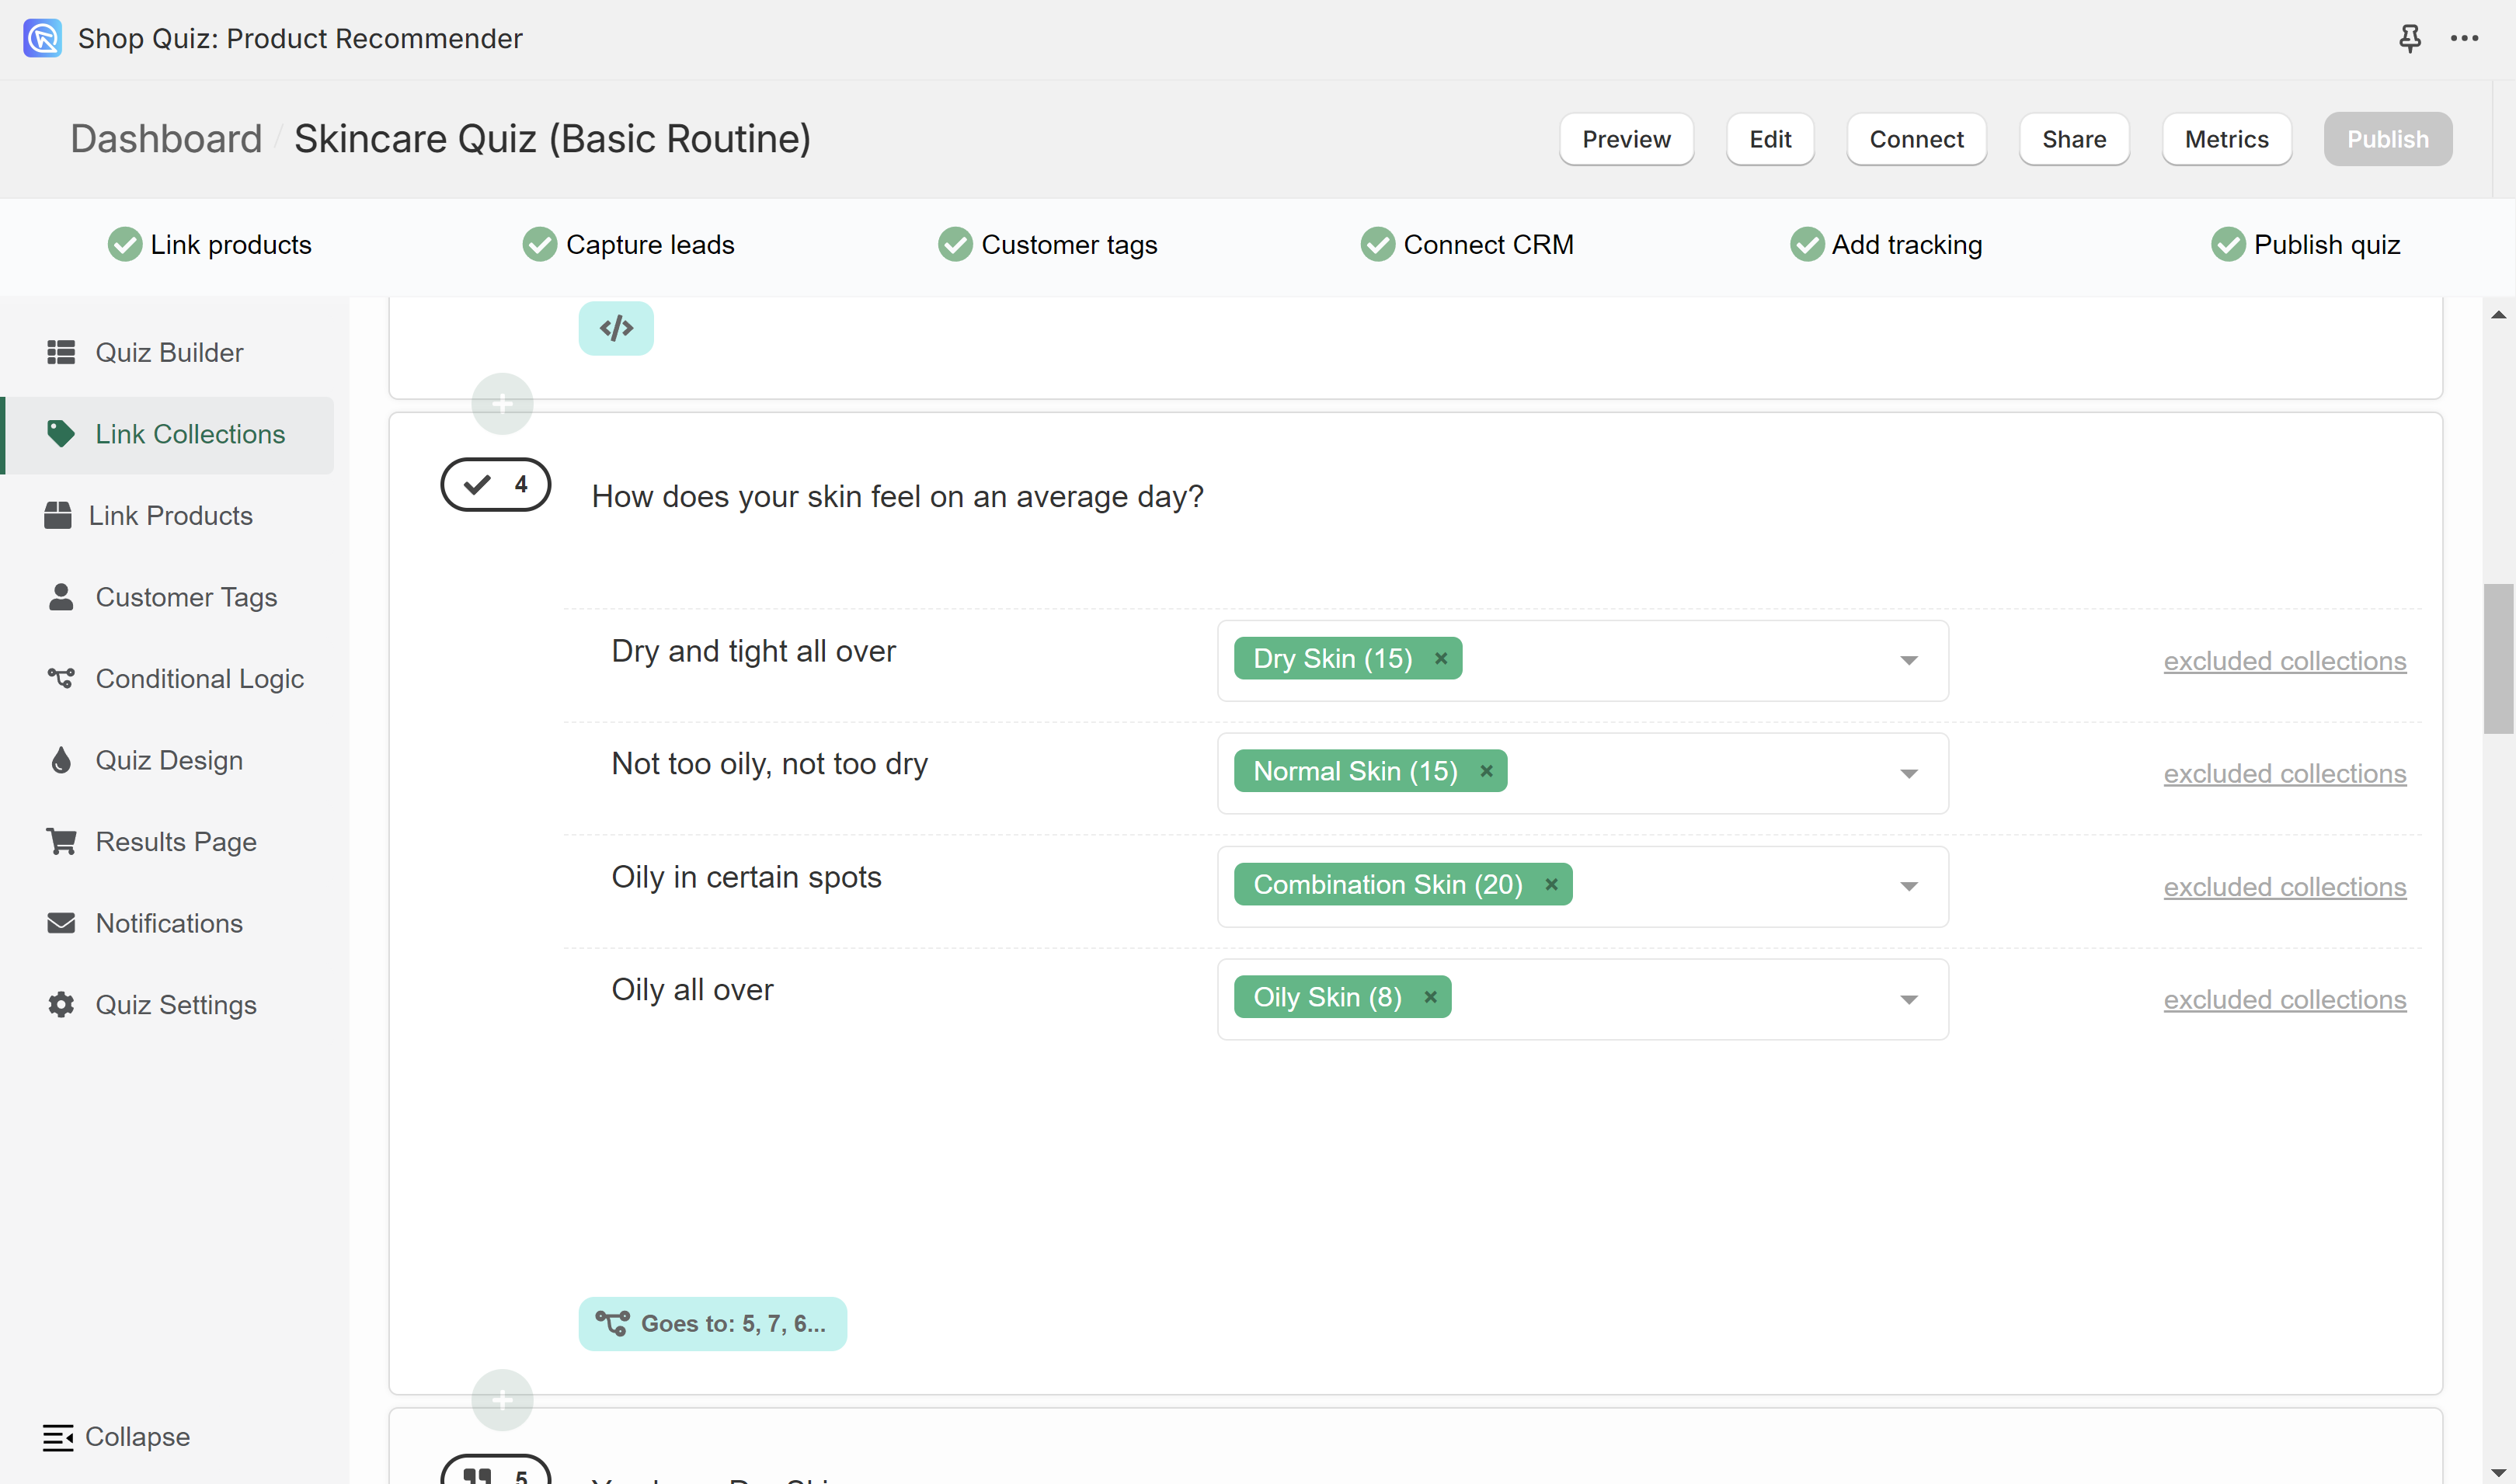 Shop Quiz: Product Recommender
Dashboard / Skincare Quiz (Basic Routine)
Preview
Edit
Connect
Share
Metrics
Publish
Link products
Capture leads
Customer tags
Connect CRM
Add tracking
Publish quiz
Quiz Builder
Link Collections
Link Products
Customer Tags
Conditional Logic
Quiz Design
Results Page
Notifications
Quiz Settings
Collapse
</>
4
How does your skin feel on an average day?
Dry and tight all over
Dry Skin (15) ×
excluded collections
Not too oily, not too dry
Normal Skin (15) ×
excluded collections
Oily in certain spots
Combination Skin (20) ×
excluded collections
Oily all over
Oily Skin (8) ×
excluded collections
Goes to: 5, 7, 6...
5